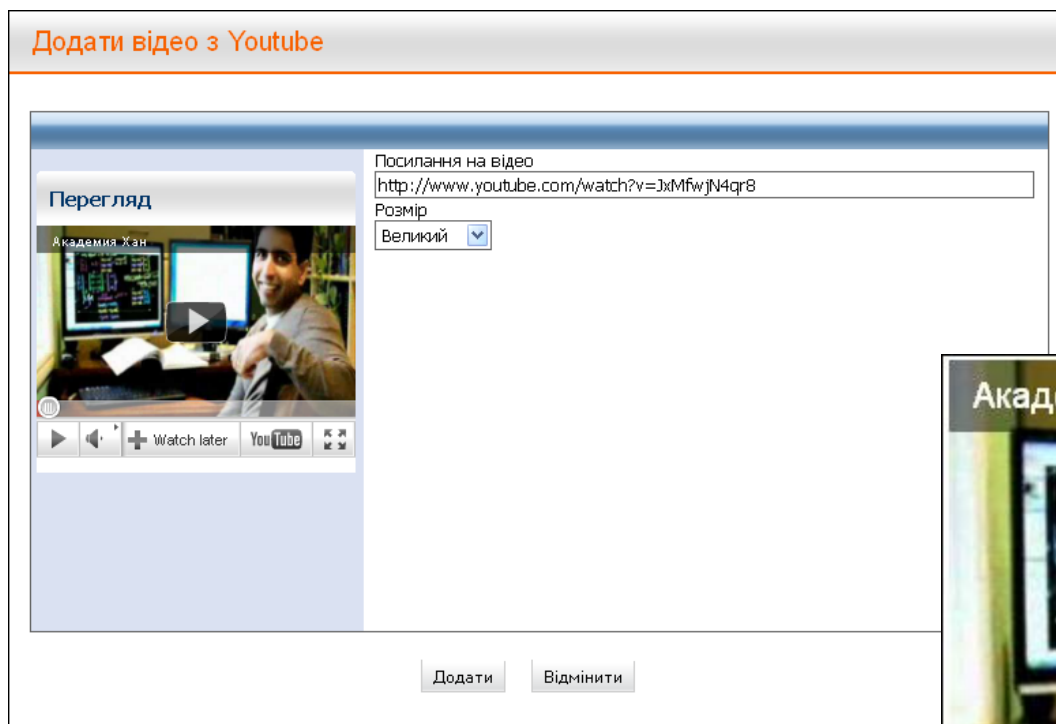 Додати відео з Youtube
Посилання на відео
http://www.youtube.com/watch?v=JxMfwjN4qr8
Розмір
Великий
Перегляд
Академия Хан
Watch later
YouTube
Додати
Відмінити